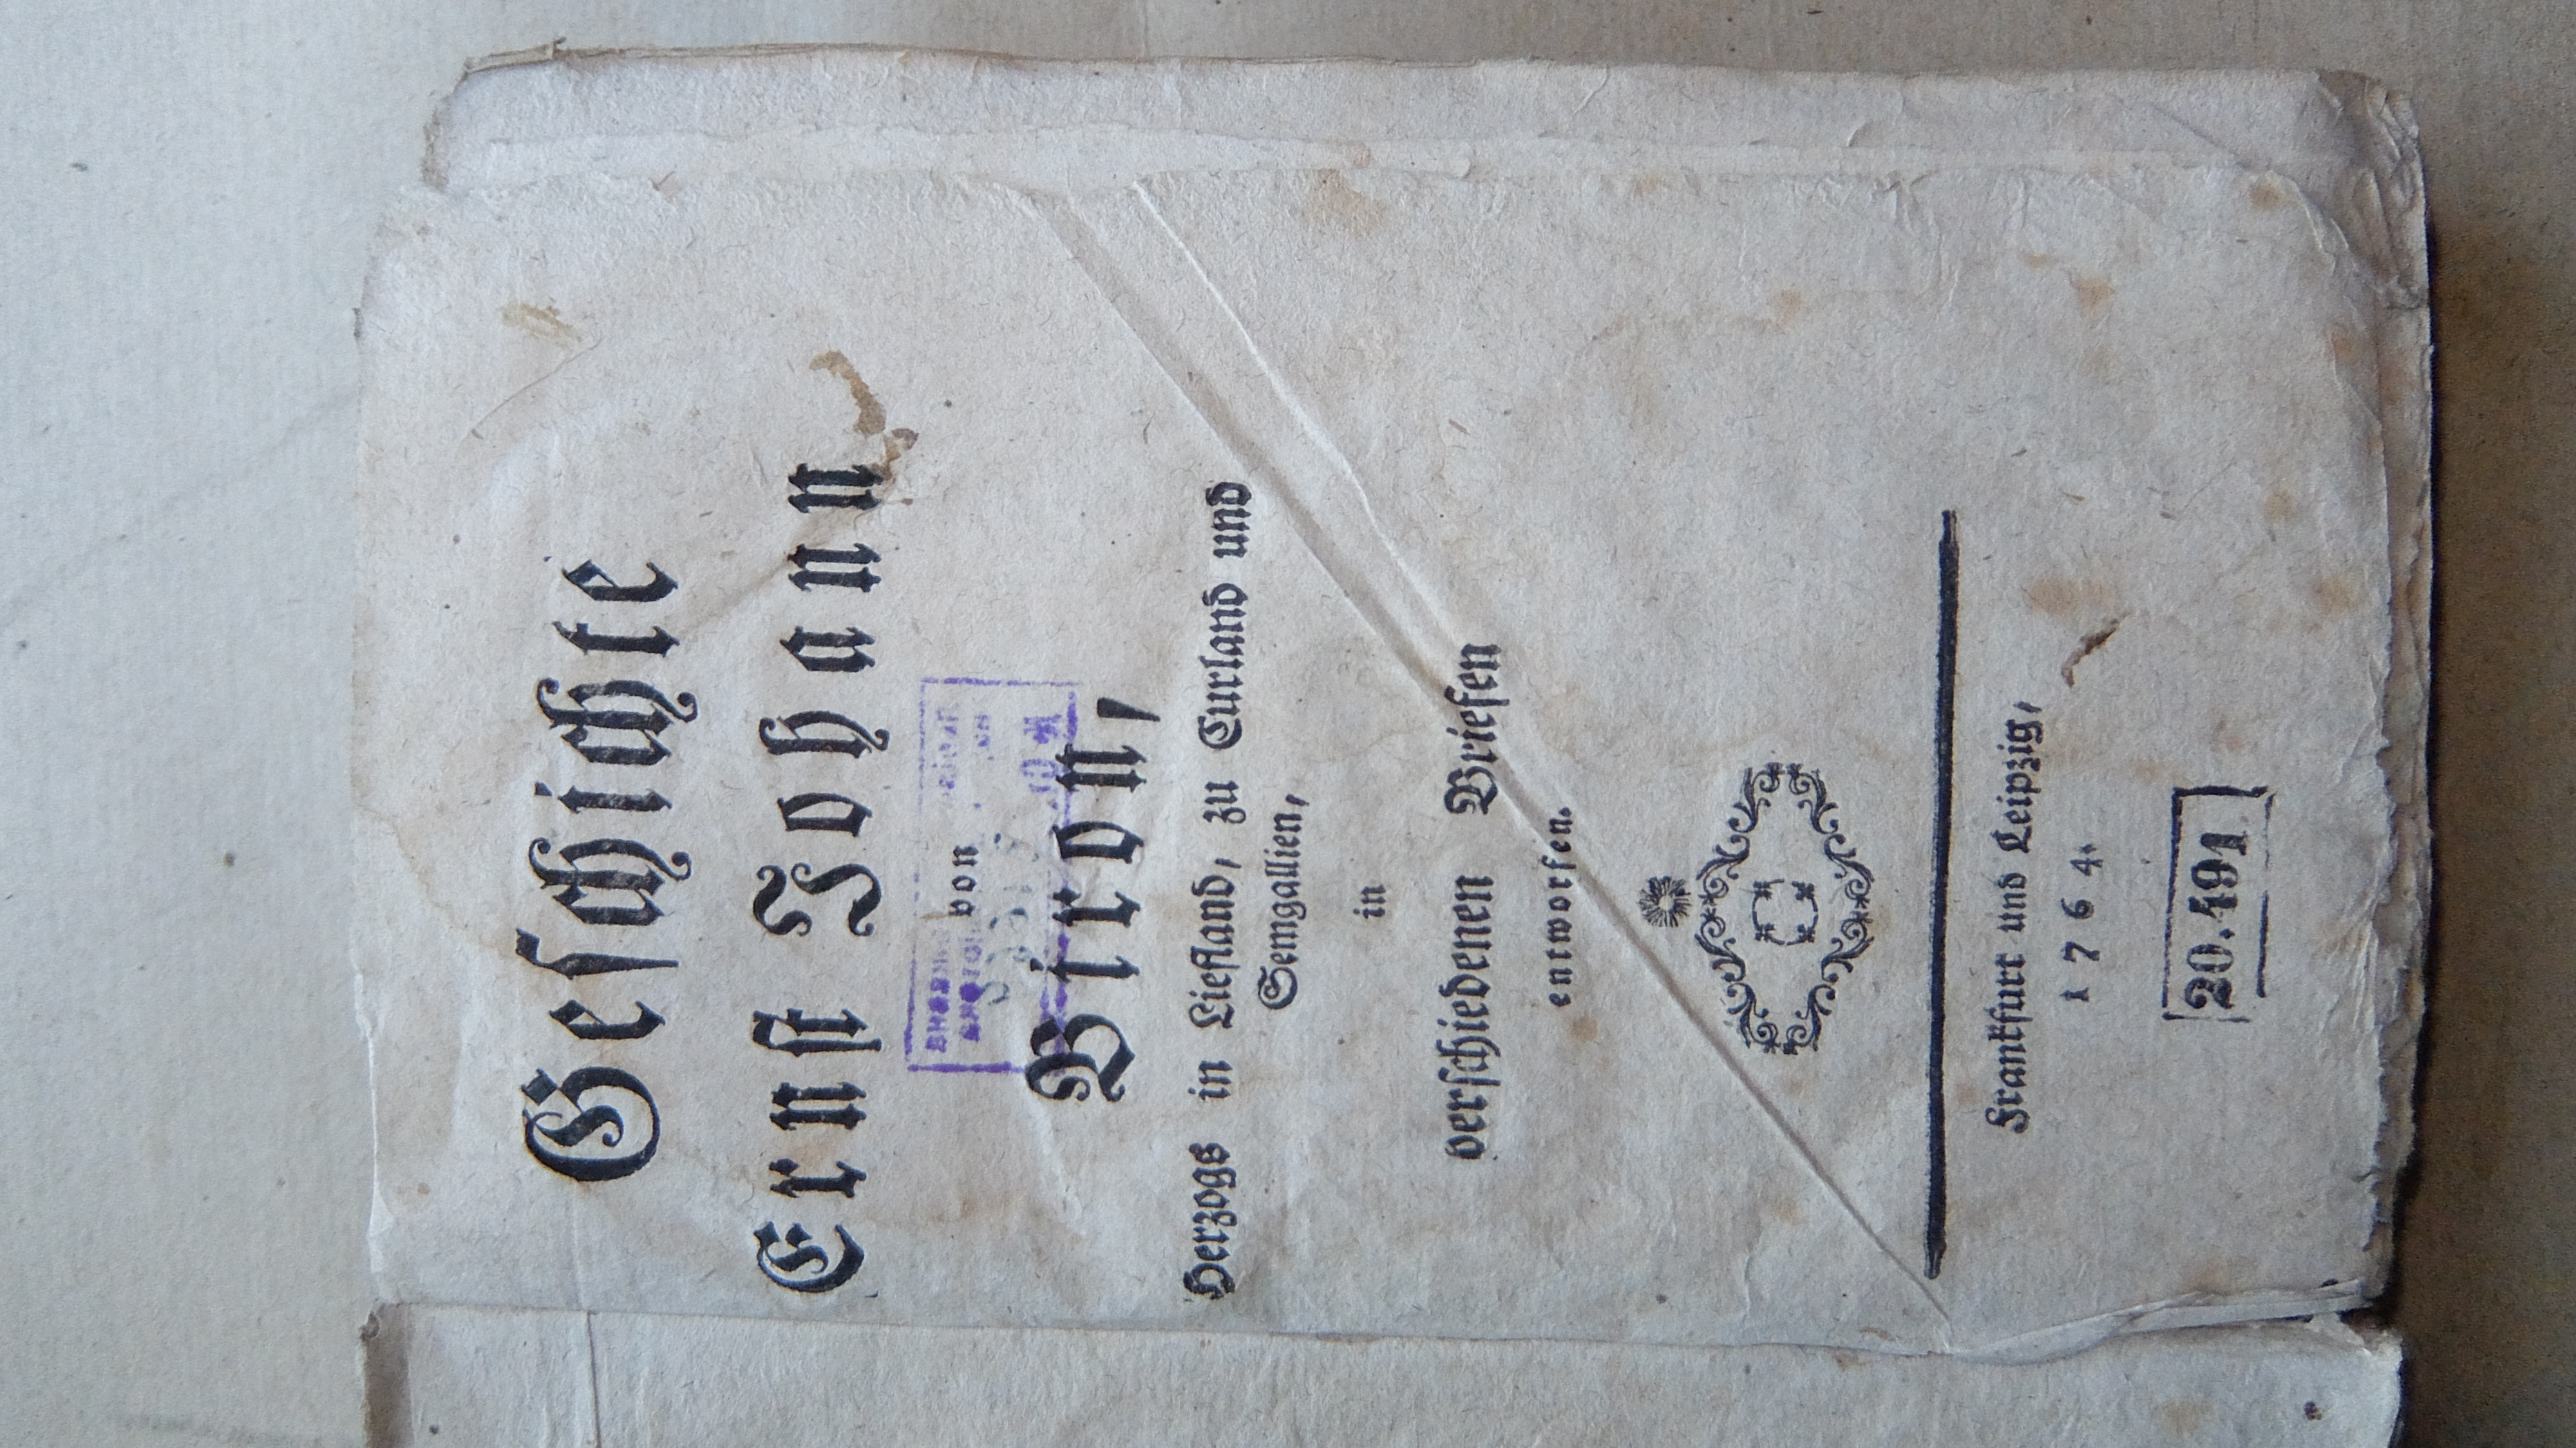 Geſchichte
Ernſt Johann
von
Biron,
Herzogs in Liefland, zu Curland und
Semgallien,
in
verſchiedenen Briefen
entworfen.
Frankfurt und Leipzig,
1764.
20.491